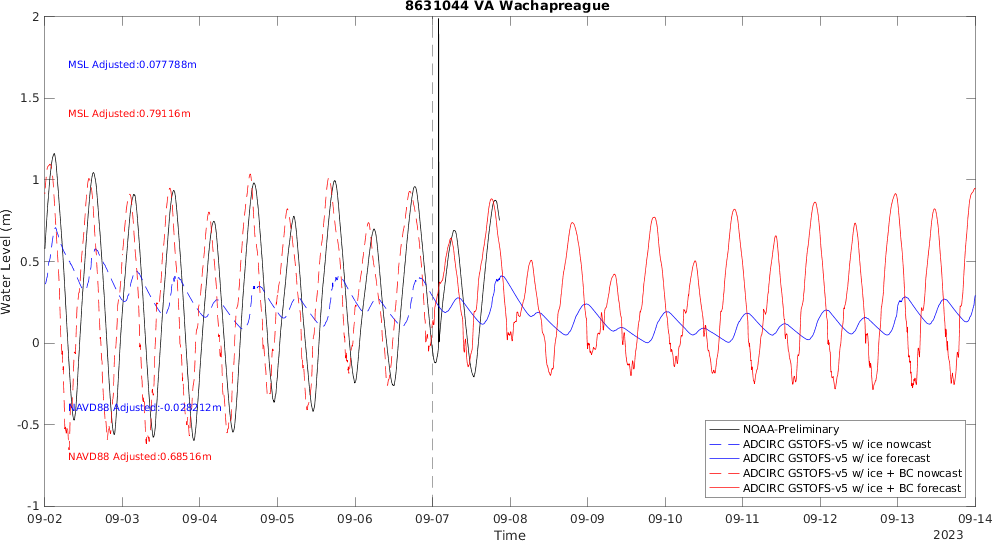 8631044 VA Wachapreague
2
1.5
1
0.5
0
-0.5
-1
Water Level (m)
MSL Adjusted:0.077788m
MSL Adjusted:0.79116m
NAVD88 Adjusted:-0.028212m
NAVD88 Adjusted:0.68516m
NOAA-Preliminary
ADCIRC GSTOFS-v5 w/ ice nowcast
ADCIRC GSTOFS-v5 w/ ice forecast
ADCIRC GSTOFS-v5 w/ ice + BC nowcast
ADCIRC GSTOFS-v5 w/ ice + BC forecast
09-02 09-03 09-04 09-05 09-06 09-07 09-08 09-09 09-10 09-11 09-12 09-13 09-14
Time
2023